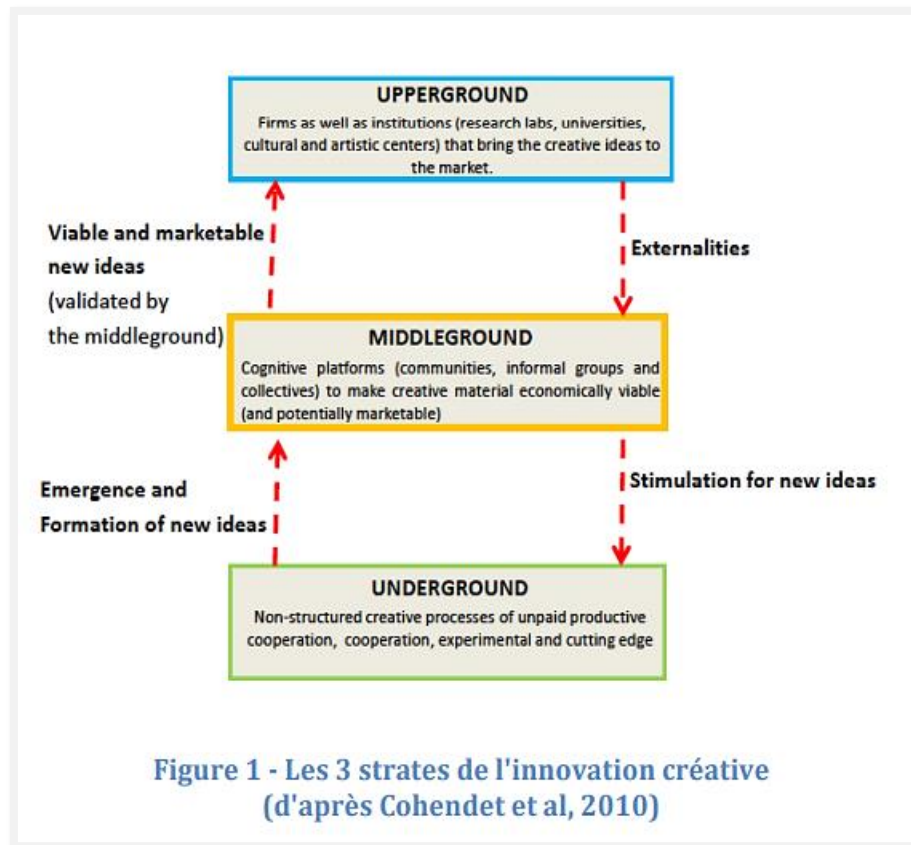 UPPERGROUND
Firms as well as institutions (research labs, universities,
cultural and artistic centers) that bring the creative ideas to
the market.
Viable and marketable
new ideas
(validated by
the middleground)
Externalities
MIDDLEGROUND
Cognitive platforms (communities, informal groups and
collectives) to make creative material economically viable
(and potentially marketable)
Emergence and
Formation of new ideas
Stimulation for new ideas
UNDERGROUND
Non-structured creative processes of unpaid productive
cooperation, cooperation, experimental and cutting edge
Figure 1 - Les 3 strates de l'innovation créative
(d'après Cohendet et al, 2010)